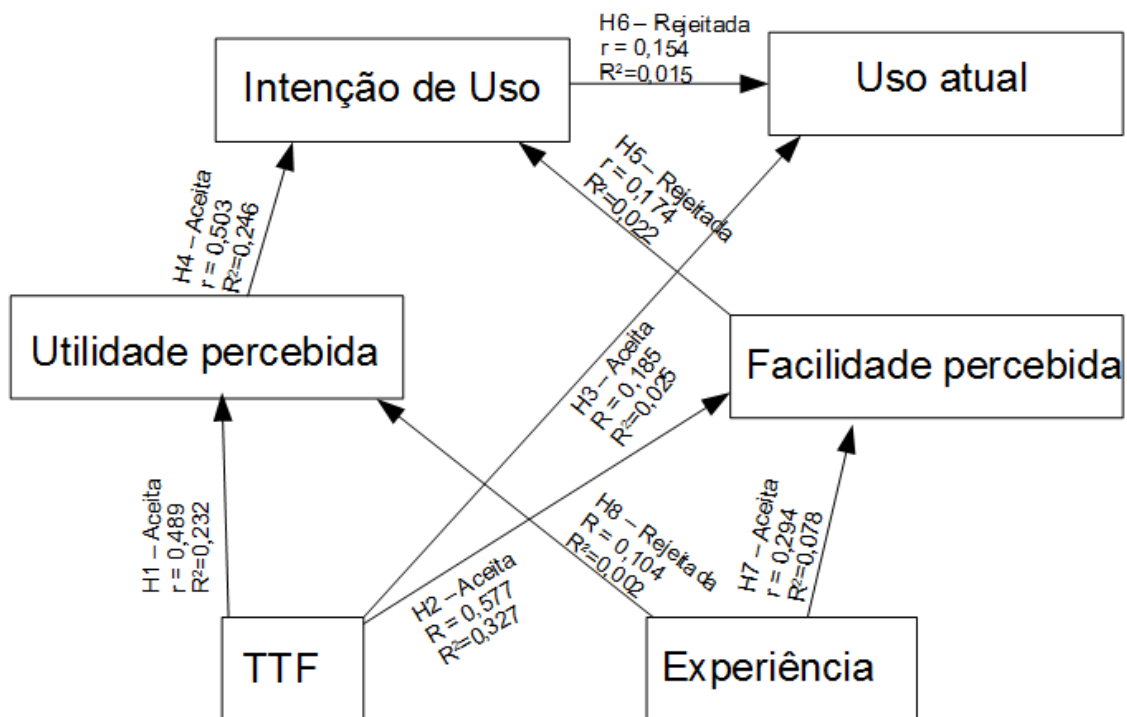 H6 – Rejeitada
r = 0,154
R²=0,015
Intenção de Uso
Uso atual
H5 – Rejeitada
r = 0,174
R²=0,022
H4 – Aceita
r = 0,503
R²=0,246
Utilidade percebida
Facilidade percebida
H3 – Aceita
R = 0,185
R²=0,025
H1 – Aceita
r = 0,489
R²=0,232
H2 – Aceita
R = 0,577
R²=0,327
H8 – Rejeitada
R = 0,104
R²=0,002
H7 – Aceita
r = 0,294
R²=0,078
TTF
Experiência